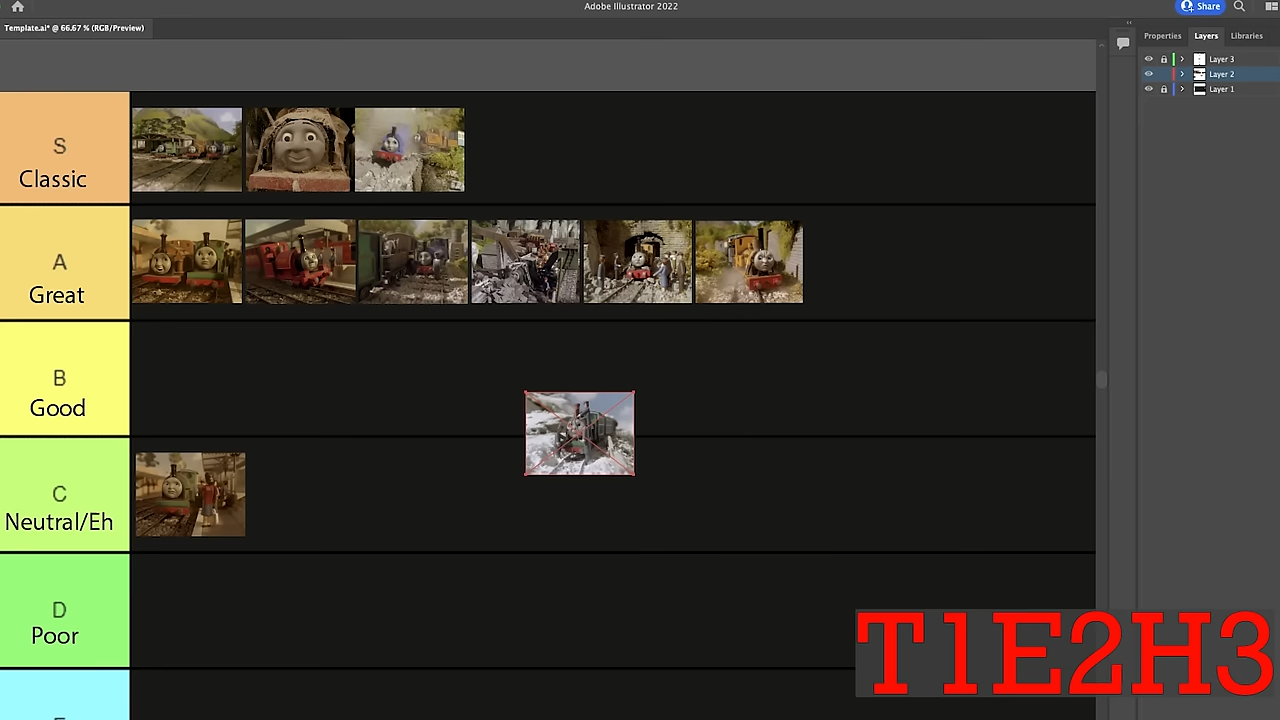 Adobe Illustrator 2022
Share
Template.ai* @ 66.67 % (RGB/Preview)
Properties Layers Libraries
Layer 3
Layer 2
Layer 1
S
Classic
A
Great
B
Good
C
Neutral/Eh
D
Poor
T1E2H3